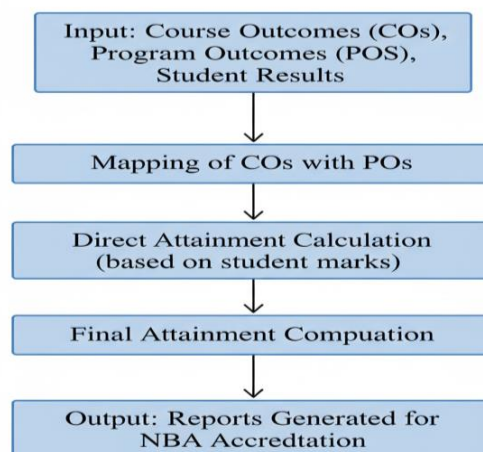 Input: Course Outcomes (COs),
Program Outcomes (POS),
Student Results
Mapping of COs with POs
Direct Attainment Calculation
(based on student marks)
Final Attainment Compuation
Output: Reports Generated for
NBA Accredtation